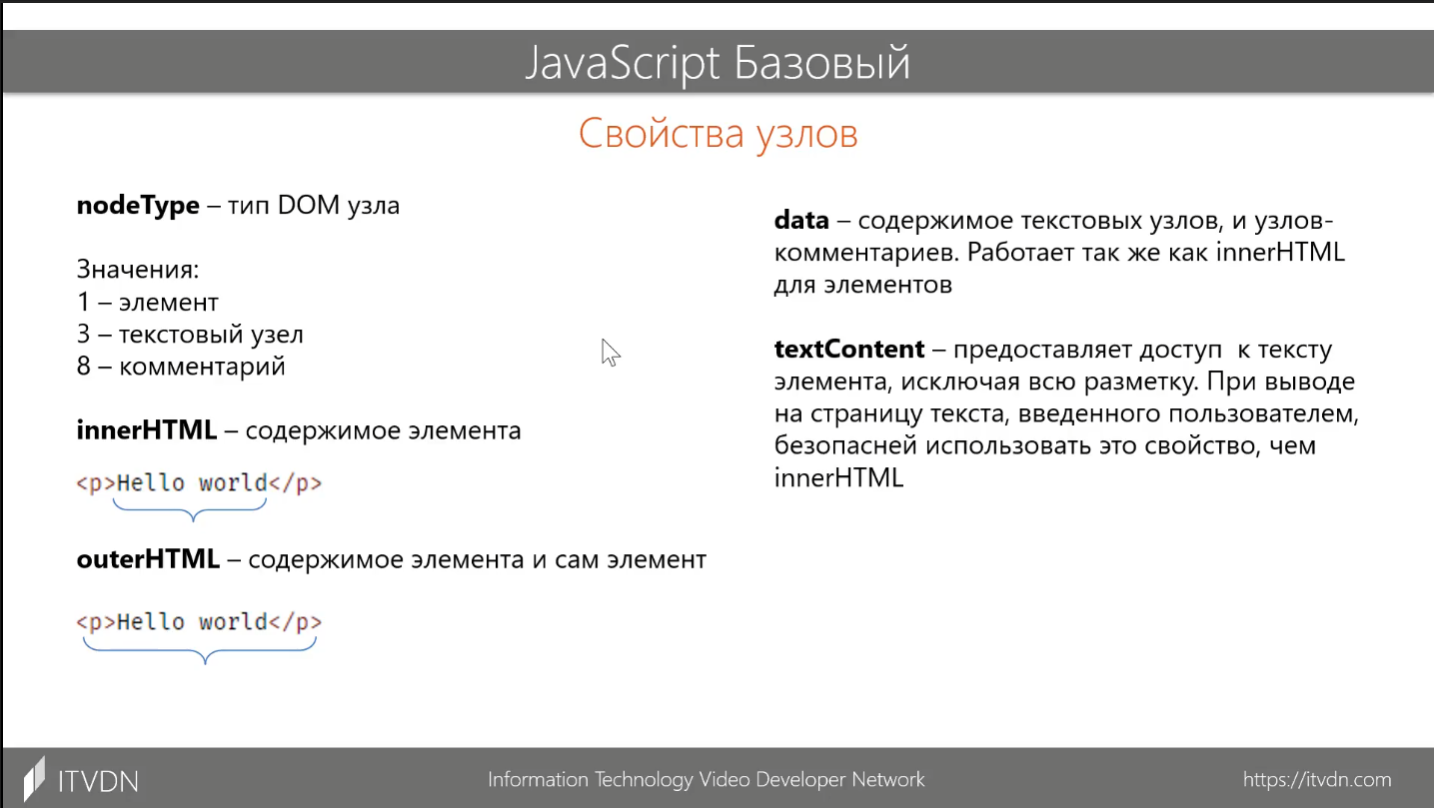 JavaScript Базовый
Свойства узлов
nodeType – тип DOM узла
Значения:
1 – элемент
3 – текстовый узел
8 – комментарий
innerHTML – содержимое элемента
<p>Hello world</p>
outerHTML – содержимое элемента и сам элемент
<p>Hello world</p>
data – содержимое текстовых узлов, и узлов-
комментариев. Работает так же как innerHTML
для элементов
textContent – предоставляет доступ к тексту
элемента, исключая всю разметку. При выводе
на страницу текста, введенного пользователем,
безопасней использовать это свойство, чем
innerHTML
ITVDN
Information Technology Video Developer Network
https://itvdn.com